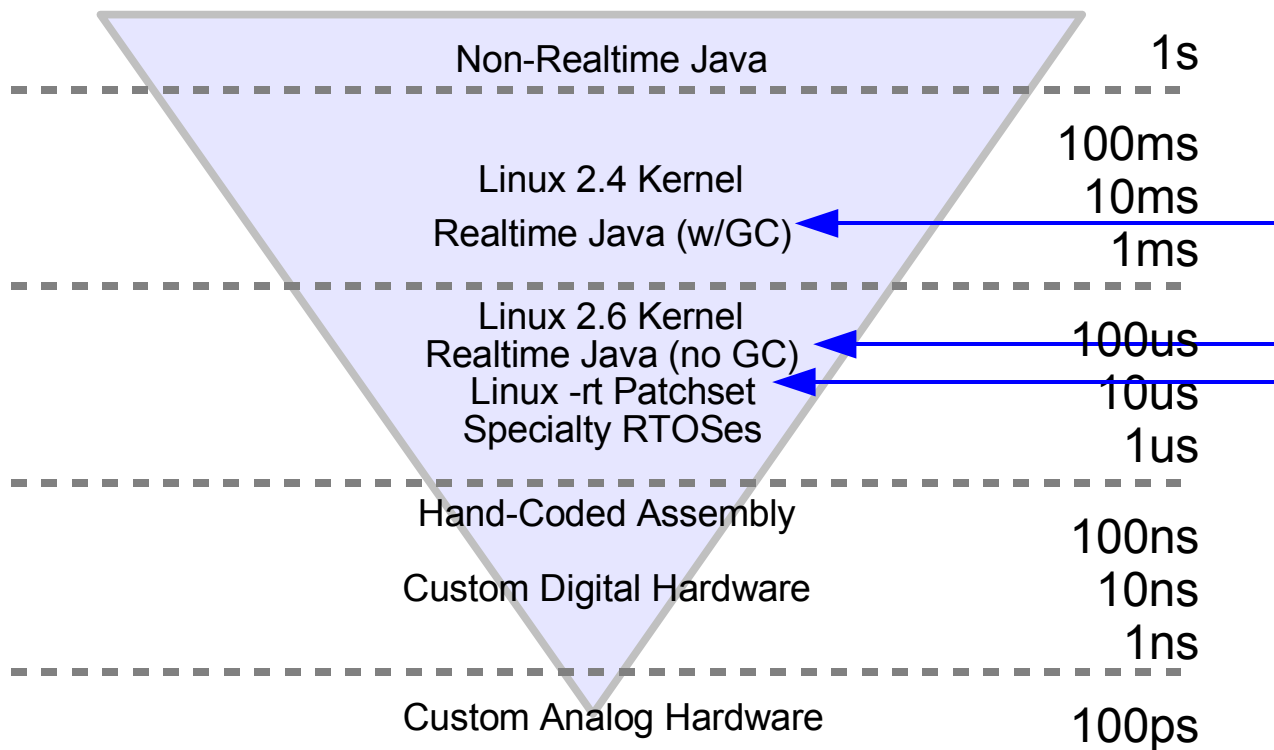 Non-Realtime Java
1s
100ms
Linux 2.4 Kernel
10ms
Realtime Java (w/GC)
1ms
Linux 2.6 Kernel
100us
Realtime Java (no GC)
Linux -rt Patchset
10us
Specialty RTOSes
1us
Hand-Coded Assembly
100ns
Custom Digital Hardware
10ns
1ns
Custom Analog Hardware
100ps